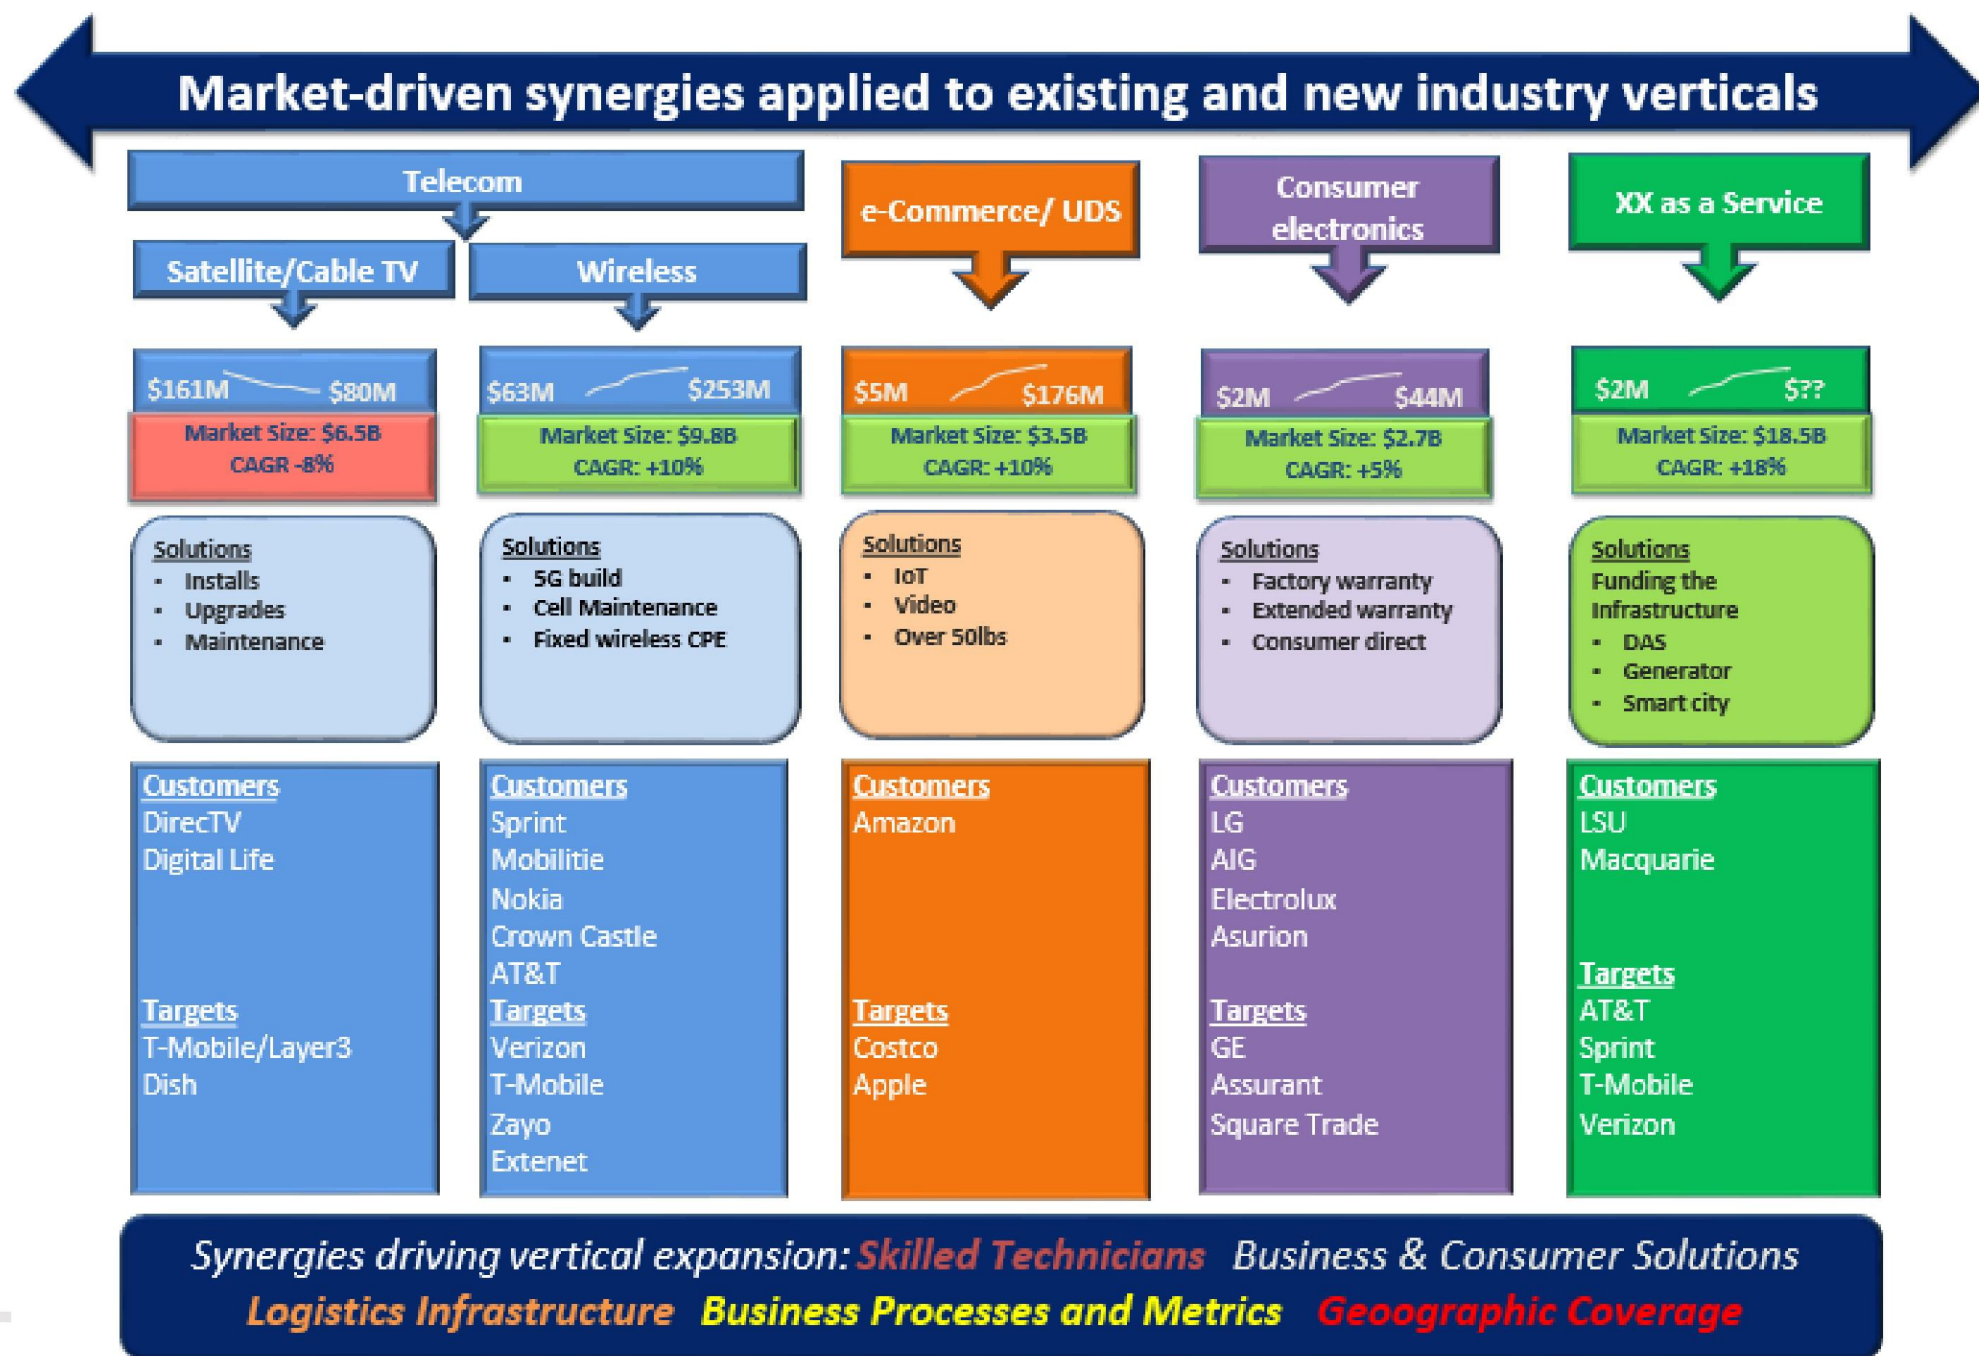 Market-driven synergies applied to existing and new industry verticals
Telecom
Satellite/Cable TV
Wireless
e-Commerce/ UDS
Consumer
electronics
XX as a Service
$161M $80M
Market Size: $6.5B
CAGR -8%
$63M $253M
Market Size: $9.8B
CAGR: +10%
$5M $176M
Market Size: $3.5B
CAGR: +10%
$2M $44M
Market Size: $2.7B
CAGR: +5%
$2M $??
Market Size: $18.5B
CAGR: +18%
Solutions
▪ Installs
▪ Upgrades
▪ Maintenance
Solutions
▪ 5G build
▪ Cell Maintenance
▪ Fixed wireless CPE
Solutions
▪ IoT
▪ Video
▪ Over 50lbs
Solutions
▪ Factory warranty
▪ Extended warranty
▪ Consumer direct
Solutions
Funding the
Infrastructure
▪ DAS
▪ Generator
▪ Smart city
Customers
DirecTV
Digital Life
Targets
T-Mobile/Layer3
Dish
Customers
Sprint
Mobilitie
Nokia
Crown Castle
AT&T
Targets
Verizon
T-Mobile
Zayo
Extenet
Customers
Amazon
Targets
Costco
Apple
Customers
LG
AIG
Electrolux
Asurion
Targets
GE
Assurant
Square Trade
Customers
LSU
Macquarie
Targets
AT&T
Sprint
T-Mobile
Verizon
Synergies driving vertical expansion: Skilled Technicians Business & Consumer Solutions
Logistics Infrastructure Business Processes and Metrics Geoographic Coverage